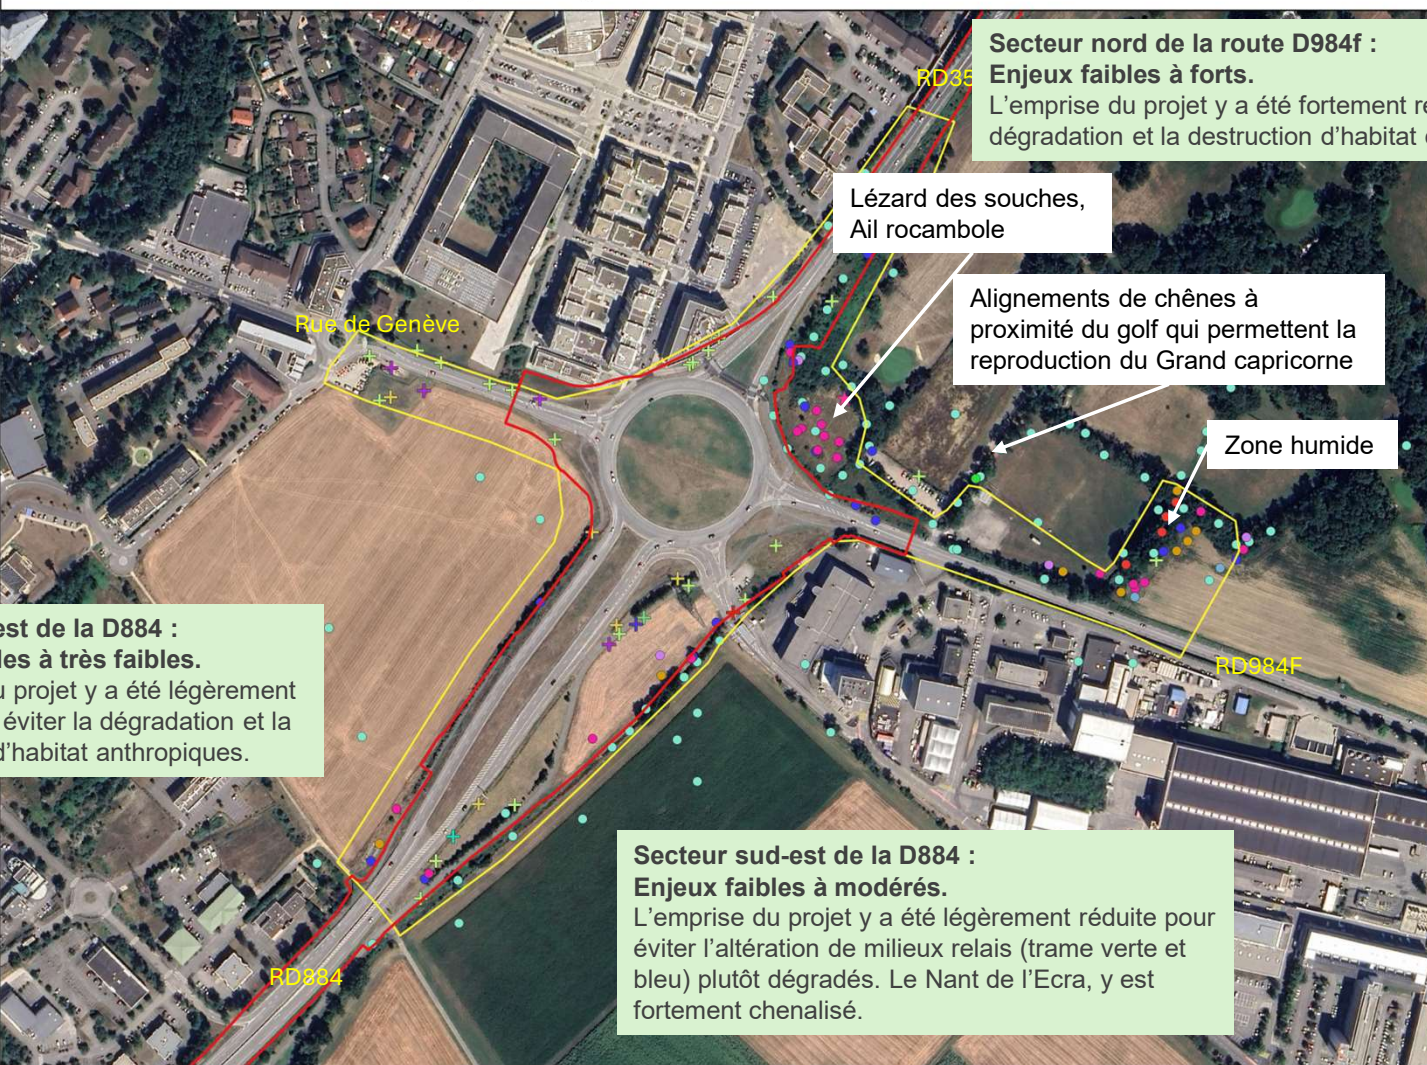 Secteur nord de la route D984f :
Enjeux faibles à forts.
L'emprise du projet y a été fortement
dégradation et la destruction d'habitat
RD35
Lézard des souches,
Ail rocambole
Alignements de chênes à
proximité du golf qui permettent la
reproduction du Grand capricorne
Rue de Genève
Zone humide
est de la D884 :
les à très faibles.
u projet y a été légèrement
éviter la dégradation et la
d'habitat anthropiques.
RD984F
Secteur sud-est de la D884 :
Enjeux faibles à modérés.
L'emprise du projet y a été légèrement réduite pour
éviter l'altération de milieux relais (trame verte et
bleu) plutôt dégradés. Le Nant de l'Ecra, y est
fortement chenalisé.
RD884